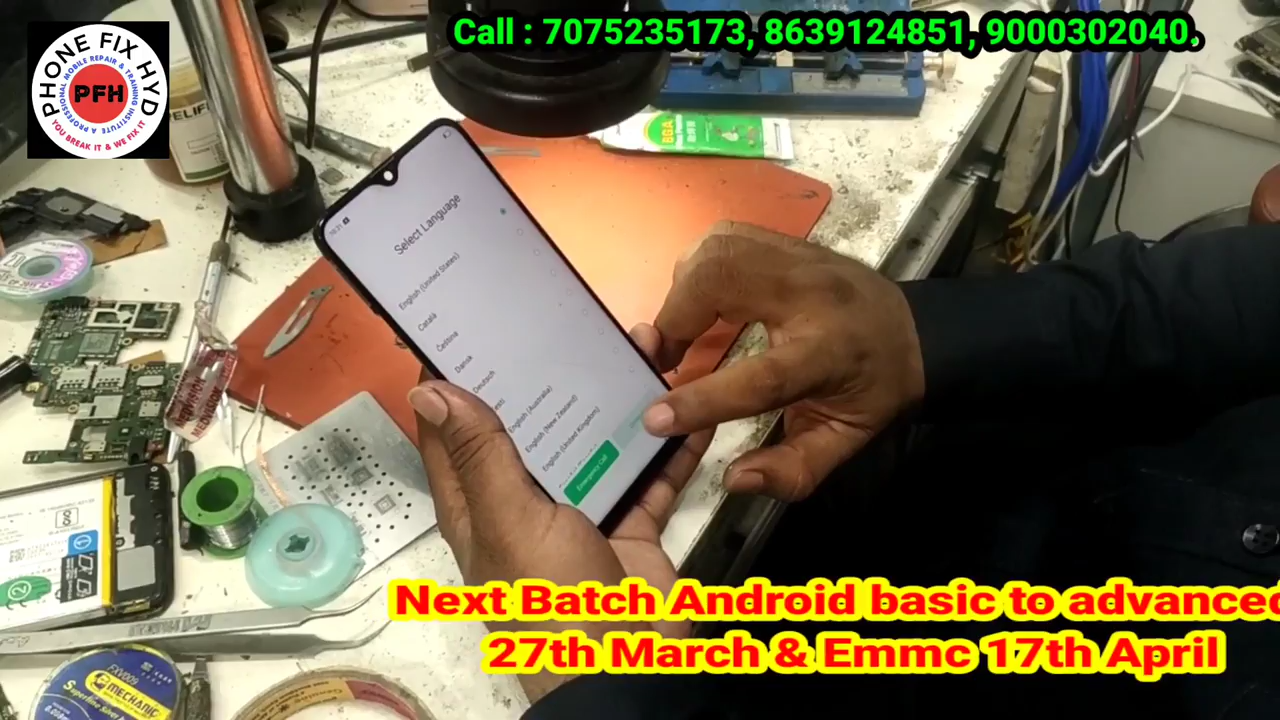 Call : 7075235173, 8639124851, 9000302040.
PHONE FIX HYD
A PROFESSIONAL MOBILE REPAIR & TRAINING INSTITUTE
PFH
YOU BREAK IT & WE FIX IT
BGA
Select Language
English (United States)
Català
Čeština
Dansk
Deutsch
English (Australia)
English (New Zealand)
English (United Kingdom)
Emergency Call
FXV009
MECHANIC
Next Batch Android basic to advanced
27th March & Emmc 17th April